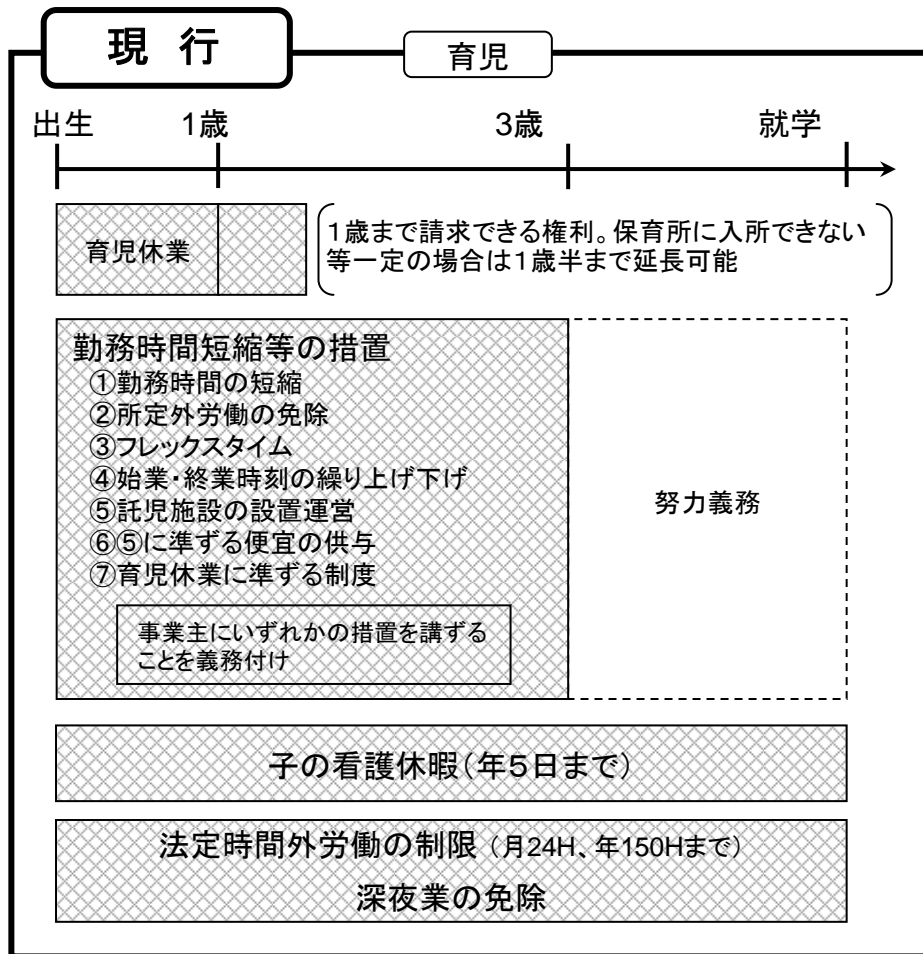 現 行
育児
出生 1歳 3歳 就学
育児休業
1歳まで請求できる権利。保育所に入所できない
等一定の場合は1歳半まで延長可能
勤務時間短縮等の措置
①勤務時間の短縮
②所定外労働の免除
③フレックスタイム
④始業・終業時刻の繰り上げ下げ
⑤託児施設の設置運営
⑥⑤に準ずる便宜の供与
⑦育児休業に準ずる制度
事業主にいずれかの措置を講ずる
ことを義務付け
努力義務
子の看護休暇(年5日まで)
法定時間外労働の制限(月24H、年150Hまで)
深夜業の免除